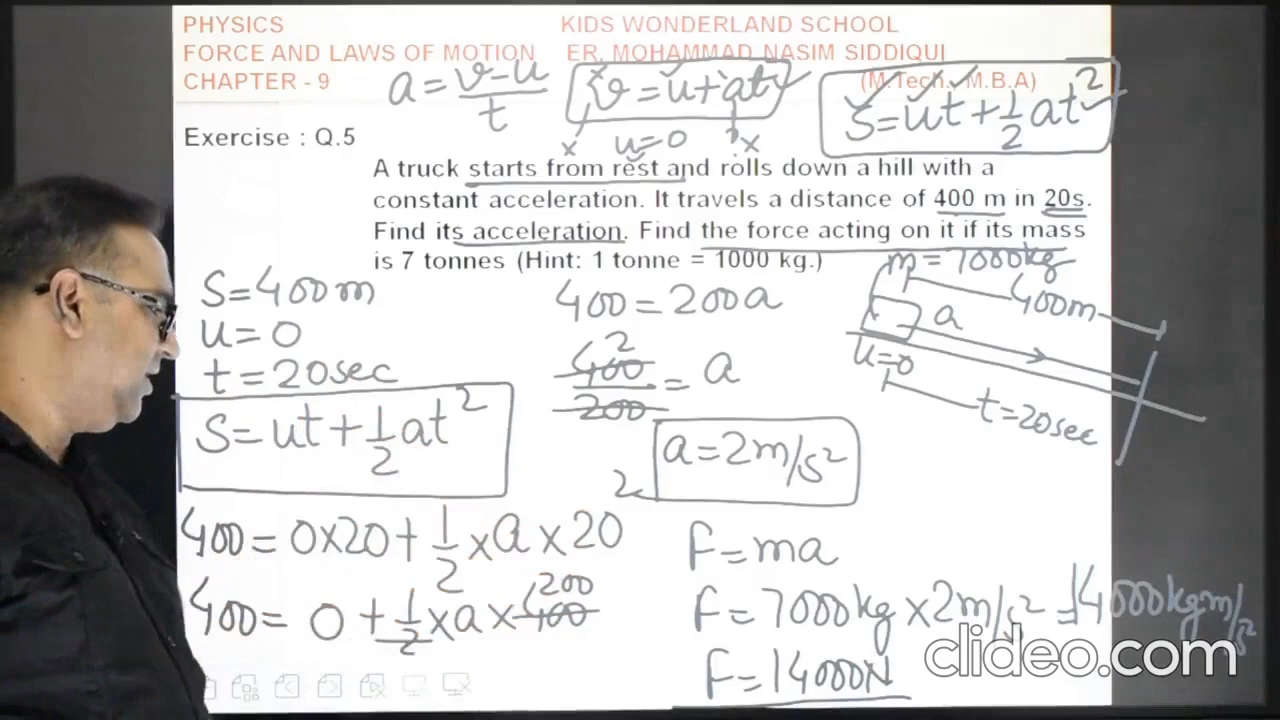 PHYSICS KIDS WONDERLAND SCHOOL
FORCE AND LAWS OF MOTION ER. MOHAMMAD NASIM SIDDIQUI
CHAPTER - 9 (M.Tech., M.B.A)
a = v-u/t v = u + at S = ut + 1/2 at²
x u = 0 ? x
Exercise : Q.5
A truck starts from rest and rolls down a hill with a
constant acceleration. It travels a distance of 400 m in 20s.
Find its acceleration. Find the force acting on it if its mass
is 7 tonnes (Hint: 1 tonne = 1000 kg.)
m = 7000kg
400m
a
u=0
t=20sec
S = 400m
u = 0
t = 20sec
S = ut + 1/2 at²
400 = 0×20 + 1/2 × a × 20
400 = 0 + 1/2 × a × 400 200
400 = 200a
400/200 = a
2
a = 2m/s²
F = ma
F = 7000kg × 2m/s² = 14000kgm/s²
F = 14000N
clideo.com